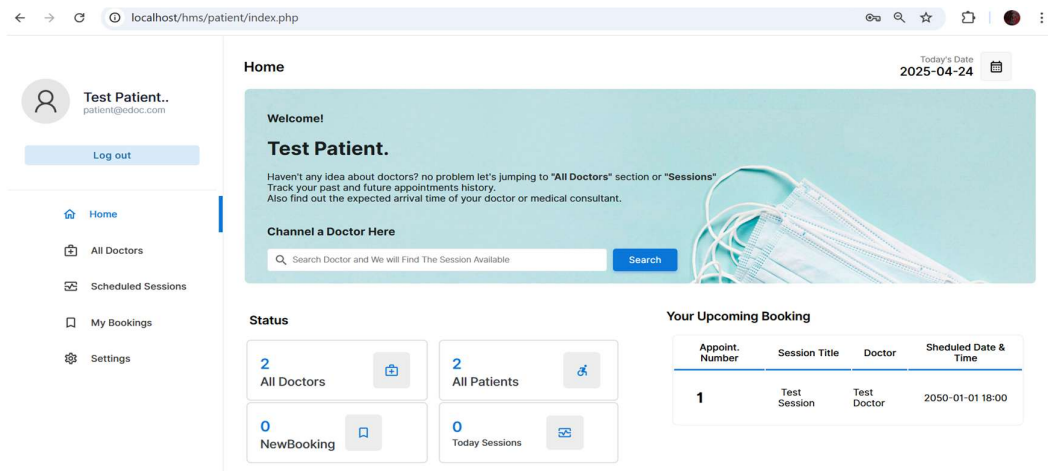 localhost/hms/patient/index.php
Test Patient..
patient@edoc.com
Log out
Home
All Doctors
Scheduled Sessions
My Bookings
Settings
Home
Today's Date
2025-04-24
Welcome!
Test Patient.
Haven't any idea about doctors? no problem let's jumping to "All Doctors" section or "Sessions"
Track your past and future appointments history.
Also find out the expected arrival time of your doctor or medical consultant.
Channel a Doctor Here
Search Doctor and We will Find The Session Available
Search
Status
2
All Doctors
2
All Patients
0
NewBooking
0
Today Sessions
Your Upcoming Booking
Appoint.
Number
Session Title
Doctor
Sheduled Date &
Time
1
Test
Session
Test
Doctor
2050-01-01 18:00